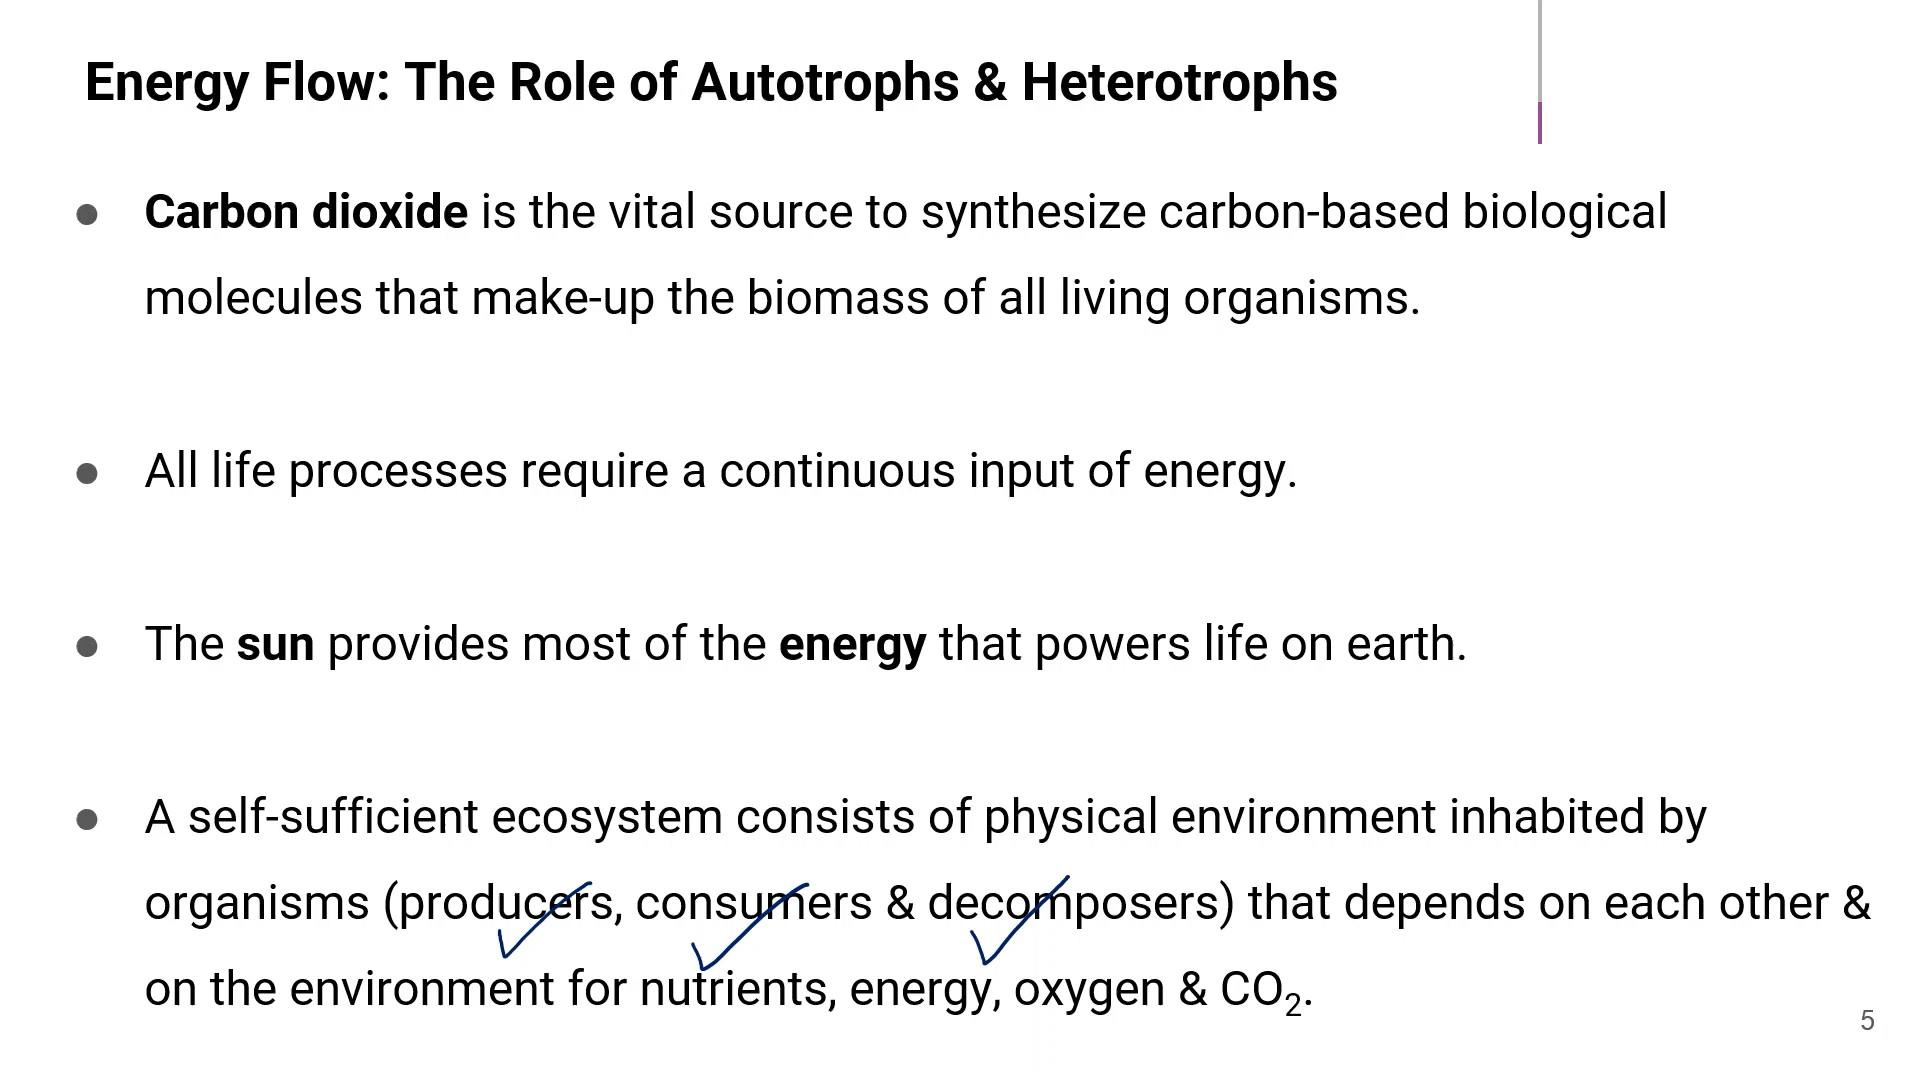 Energy Flow: The Role of Autotrophs & Heterotrophs
● Carbon dioxide is the vital source to synthesize carbon-based biological
molecules that make-up the biomass of all living organisms.
● All life processes require a continuous input of energy.
● The sun provides most of the energy that powers life on earth.
● A self-sufficient ecosystem consists of physical environment inhabited by
organisms (producers, consumers & decomposers) that depends on each other &
on the environment for nutrients, energy, oxygen & CO₂.
5